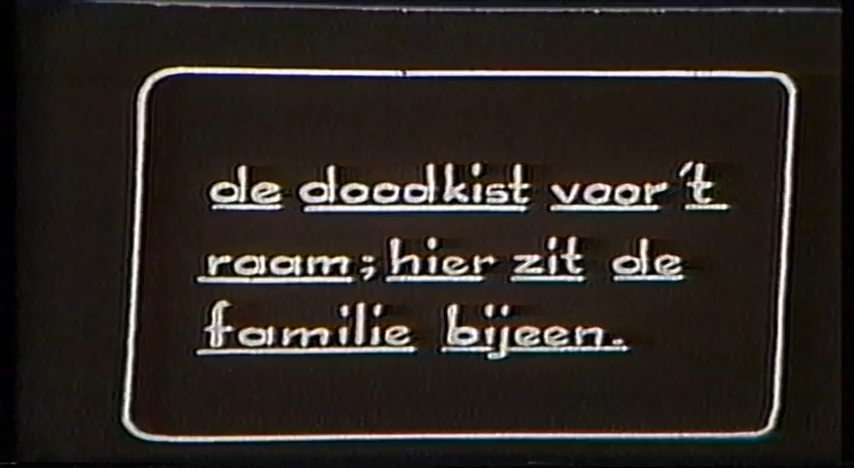 de doodkist voor 't
raam; hier zit de
familie bijeen.